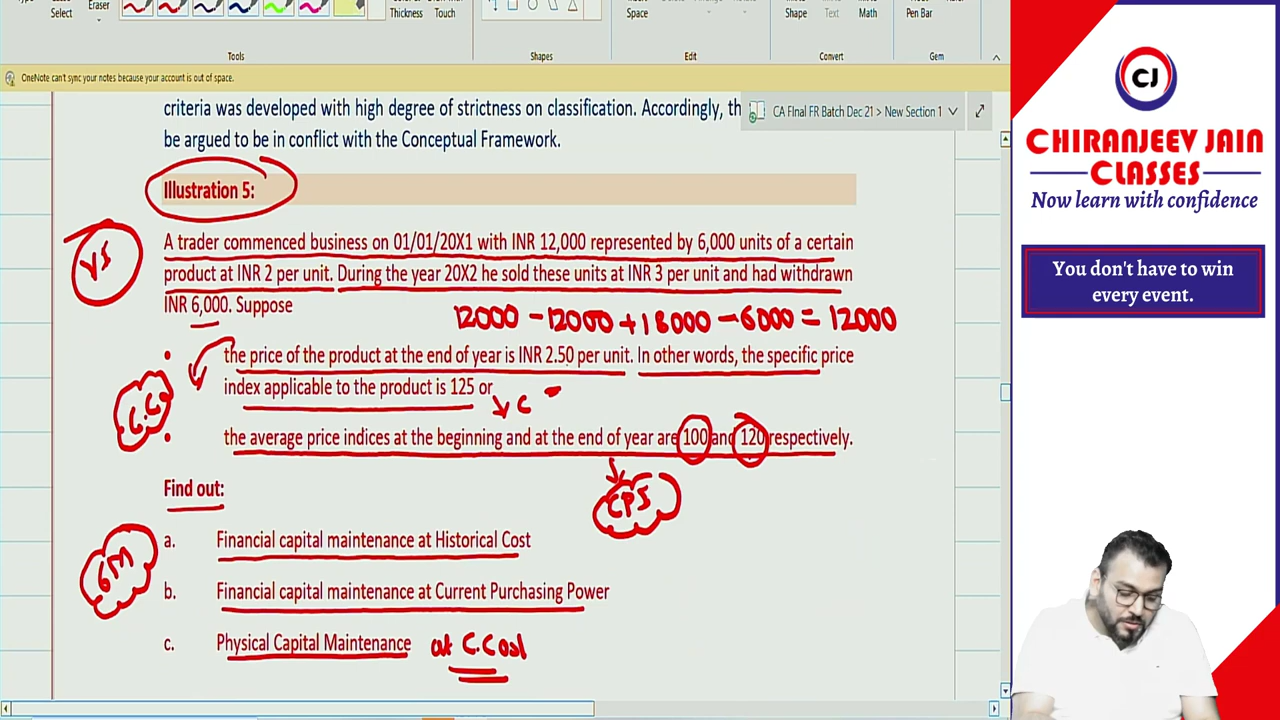 Select
Eraser
Thickness
Touch
Space
Shape
Text
Math
Pen Bar
Tools
Shapes
Edit
Convert
Gem
OneNote can't sync your notes because your account is out of space.
criteria was developed with high degree of strictness on classification. Accordingly, th
CA FInal FR Batch Dec 21 > New Section 1
be argued to be in conflict with the Conceptual Framework.
Illustration 5:
A trader commenced business on 01/01/20X1 with INR 12,000 represented by 6,000 units of a certain
product at INR 2 per unit. During the year 20X2 he sold these units at INR 3 per unit and had withdrawn
INR 6,000. Suppose
12000 - 12000 + 18000 - 6000 = 12000
• the price of the product at the end of year is INR 2.50 per unit. In other words, the specific price
index applicable to the product is 125 or
• the average price indices at the beginning and at the end of year are 100 and 120 respectively.
Find out:
a. Financial capital maintenance at Historical Cost
b. Financial capital maintenance at Current Purchasing Power
c. Physical Capital Maintenance at C.Cost
6M
CJ
CHIRANJEEV JAIN
CLASSES
Now learn with confidence
You don't have to win
every event.